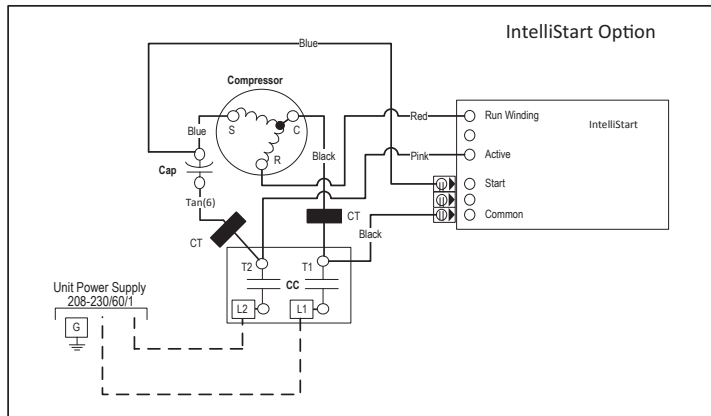 IntelliStart Option
Blue
Compressor
Red
Run Winding
IntelliStart
S
C
Blue
R
Black
Pink
Active
Cap
Start
Tan(6)
CT
Common
Black
CT
T2
T1
CC
Unit Power Supply
208-230/60/1
L2
L1
G